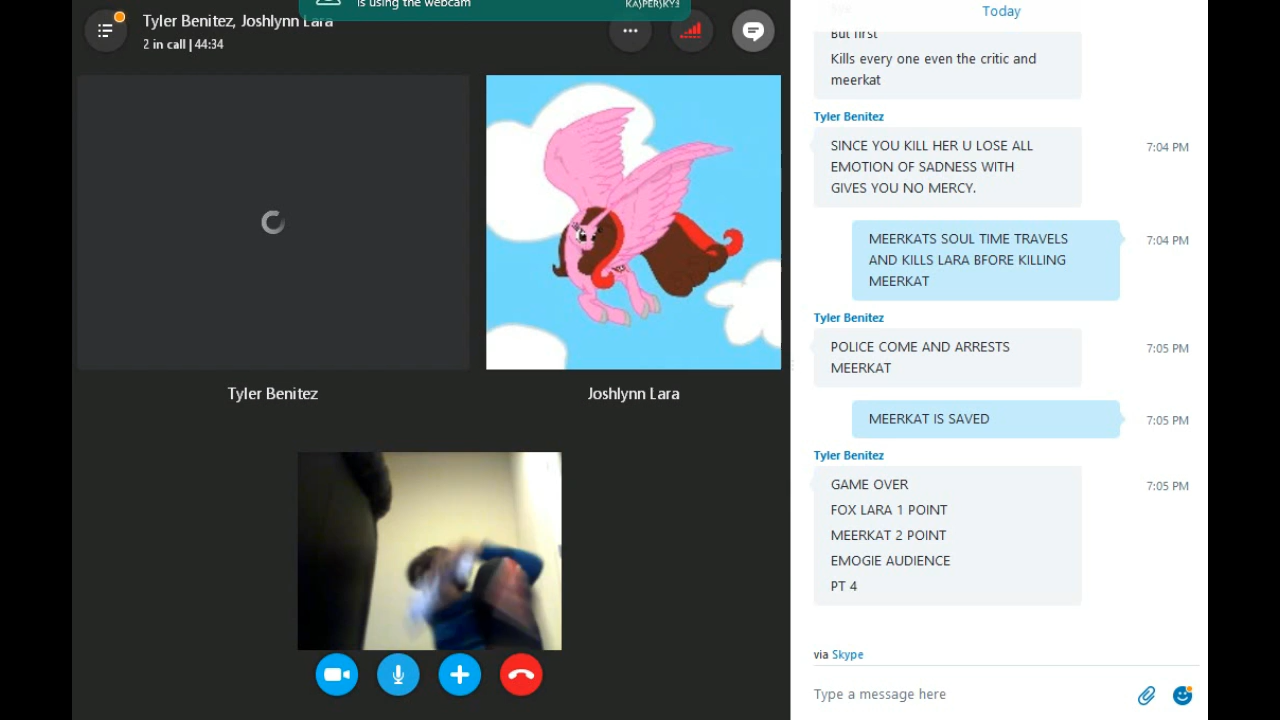 is using the webcam
KASPERSKY
Tyler Benitez, Joshlynn Lara
2 in call | 44:34
Tyler Benitez
Joshlynn Lara
Today
But first
Kills every one even the critic and
meerkat
Tyler Benitez
SINCE YOU KILL HER U LOSE ALL
EMOTION OF SADNESS WITH
GIVES YOU NO MERCY.
7:04 PM
MEERKATS SOUL TIME TRAVELS
AND KILLS LARA BFORE KILLING
MEERKAT
7:04 PM
Tyler Benitez
POLICE COME AND ARRESTS
MEERKAT
7:05 PM
MEERKAT IS SAVED
7:05 PM
Tyler Benitez
GAME OVER
FOX LARA 1 POINT
MEERKAT 2 POINT
EMOGIE AUDIENCE
PT 4
7:05 PM
via Skype
Type a message here